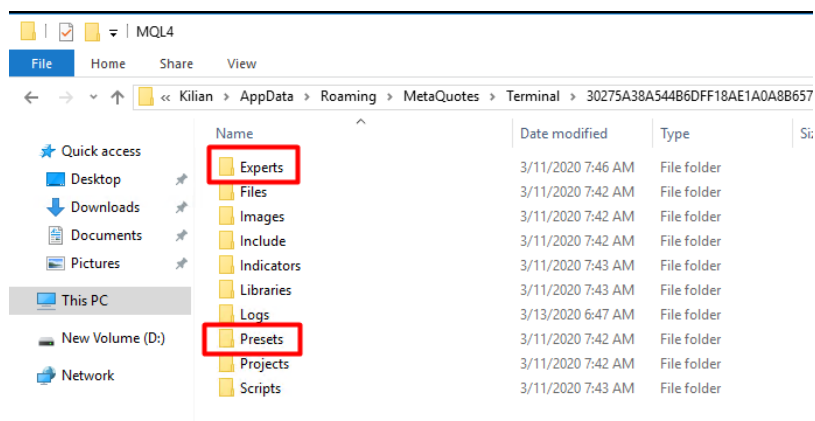 MQL4
File Home Share View
« Kilian > AppData > Roaming > MetaQuotes > Terminal > 30275A38A544B6DFF18AE1A0A8B657
Name Date modified Type
Quick access
Desktop
Downloads
Documents
Pictures
This PC
New Volume (D:)
Network
Experts 3/11/2020 7:46 AM File folder
Files 3/11/2020 7:42 AM File folder
Images 3/11/2020 7:42 AM File folder
Include 3/11/2020 7:42 AM File folder
Indicators 3/11/2020 7:43 AM File folder
Libraries 3/11/2020 7:43 AM File folder
Logs 3/13/2020 6:47 AM File folder
Presets 3/11/2020 7:42 AM File folder
Projects 3/11/2020 7:42 AM File folder
Scripts 3/11/2020 7:43 AM File folder